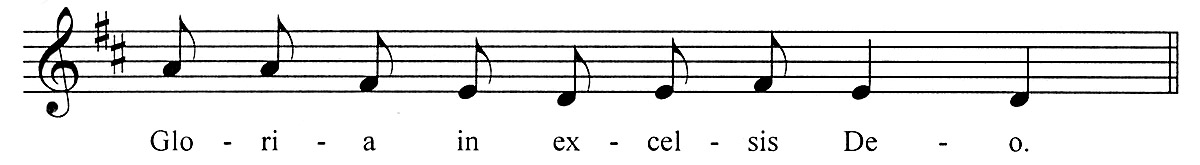 Glo - ri - a in ex - cel - sis De - o.